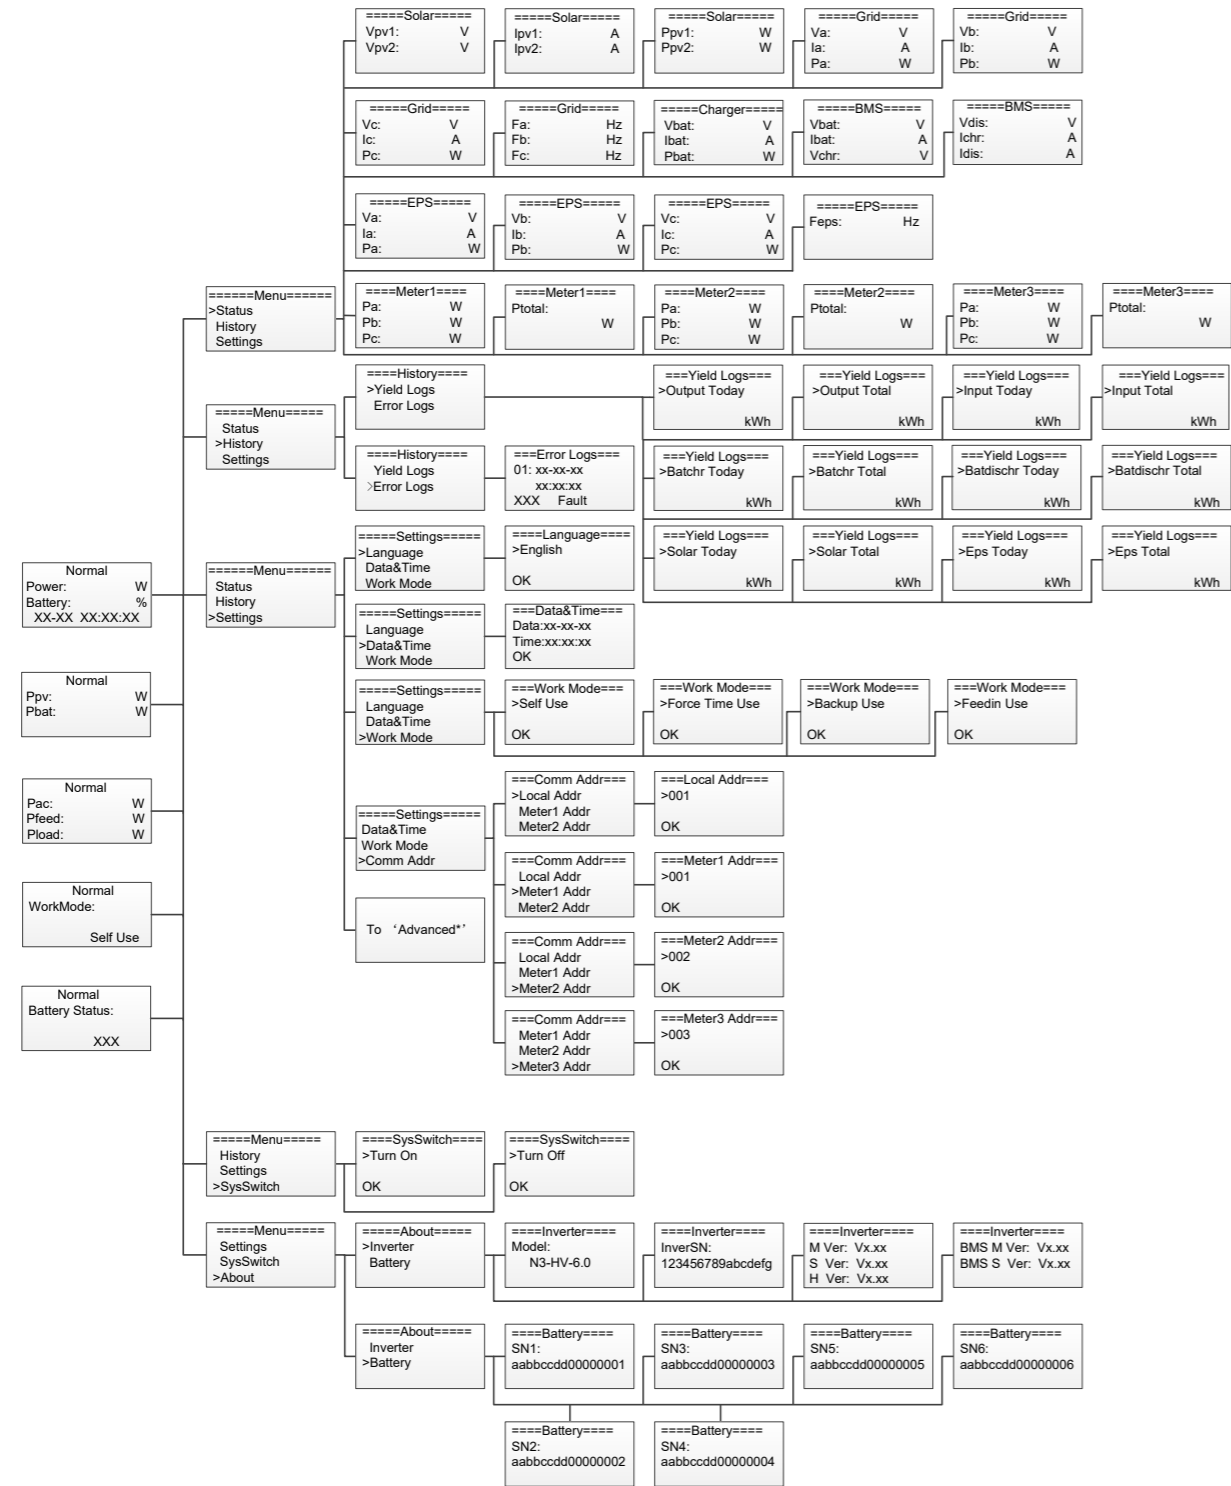 =====Solar=====
Vpv1: V
Vpv2: V
=====Solar=====
Ipv1: A
Ipv2: A
=====Solar=====
Ppv1: W
Ppv2: W
=====Grid=====
Va: V
Ia: A
Pa: W
=====Grid=====
Vb: V
Ib: A
Pb: W
=====Grid=====
Vc: V
Ic: A
Pc: W
=====Grid=====
Fa: Hz
Fb: Hz
Fc: Hz
=====Charger=====
Vbat: V
Ibat: A
Pbat: W
=====BMS=====
Vbat: V
Ibat: A
Vchr: V
=====BMS=====
Vdis: V
Ichr: A
Idis: A
=====EPS=====
Va: V
Ia: A
Pa: W
=====EPS=====
Vb: V
Ib: A
Pb: W
=====EPS=====
Vc: V
Ic: A
Pc: W
=====EPS=====
Feps: Hz
======Menu======
>Status
History
Settings
====Meter1====
Pa: W
Pb: W
Pc: W
====Meter1====
Ptotal:
W
====Meter2====
Pa: W
Pb: W
Pc: W
====Meter2====
Ptotal:
W
====Meter3====
Pa: W
Pb: W
Pc: W
====Meter3====
Ptotal:
W
=====Menu=====
Status
>History
Settings
====History====
>Yield Logs
Error Logs
===Yield Logs===
>Output Today
kWh
===Yield Logs===
>Output Total
kWh
===Yield Logs===
>Input Today
kWh
===Yield Logs===
>Input Total
kWh
====History====
Yield Logs
>Error Logs
===Error Logs===
01: xx-xx-xx
xx:xx:xx
XXX Fault
===Yield Logs===
>Batchr Today
kWh
===Yield Logs===
>Batchr Total
kWh
===Yield Logs===
>Batdischr Today
kWh
===Yield Logs===
>Batdischr Total
kWh
===Yield Logs===
>Solar Today
kWh
===Yield Logs===
>Solar Total
kWh
===Yield Logs===
>Eps Today
kWh
===Yield Logs===
>Eps Total
kWh
Normal
Power: W
Battery: %
XX-XX XX:XX:XX
======Menu======
Status
History
>Settings
=====Settings=====
>Language
Data&Time
Work Mode
====Language====
>English
OK
=====Settings=====
Language
>Data&Time
Work Mode
===Data&Time===
Data:xx-xx-xx
Time:xx:xx:xx
OK
Normal
Ppv: W
Pbat: W
=====Settings=====
Language
Data&Time
>Work Mode
===Work Mode===
>Self Use
OK
===Work Mode===
>Force Time Use
OK
===Work Mode===
>Backup Use
OK
===Work Mode===
>Feedin Use
OK
Normal
Pac: W
Pfeed: W
Pload: W
=====Settings=====
Data&Time
Work Mode
>Comm Addr
===Comm Addr===
>Local Addr
Meter1 Addr
Meter2 Addr
===Local Addr===
>001
OK
===Comm Addr===
Local Addr
>Meter1 Addr
Meter2 Addr
===Meter1 Addr===
>001
OK
Normal
WorkMode:
Self Use
To ‘Advanced*’
===Comm Addr===
Local Addr
Meter1 Addr
>Meter2 Addr
===Meter2 Addr===
>002
OK
Normal
Battery Status:
XXX
===Comm Addr===
Meter1 Addr
Meter2 Addr
>Meter3 Addr
===Meter3 Addr===
>003
OK
=====Menu=====
History
Settings
>SysSwitch
====SysSwitch====
>Turn On
OK
====SysSwitch====
>Turn Off
OK
=====Menu=====
Settings
SysSwitch
>About
=====About=====
>Inverter
Battery
====Inverter====
Model:
N3-HV-6.0
====Inverter====
InverSN:
123456789abcdefg
====Inverter====
M Ver: Vx.xx
S Ver: Vx.xx
H Ver: Vx.xx
====Inverter====
BMS M Ver: Vx.xx
BMS S Ver: Vx.xx
=====About=====
Inverter
>Battery
====Battery====
SN1:
aabbccdd00000001
====Battery====
SN3:
aabbccdd00000003
====Battery====
SN5:
aabbccdd00000005
====Battery====
SN6:
aabbccdd00000006
====Battery====
SN2:
aabbccdd00000002
====Battery====
SN4:
aabbccdd00000004